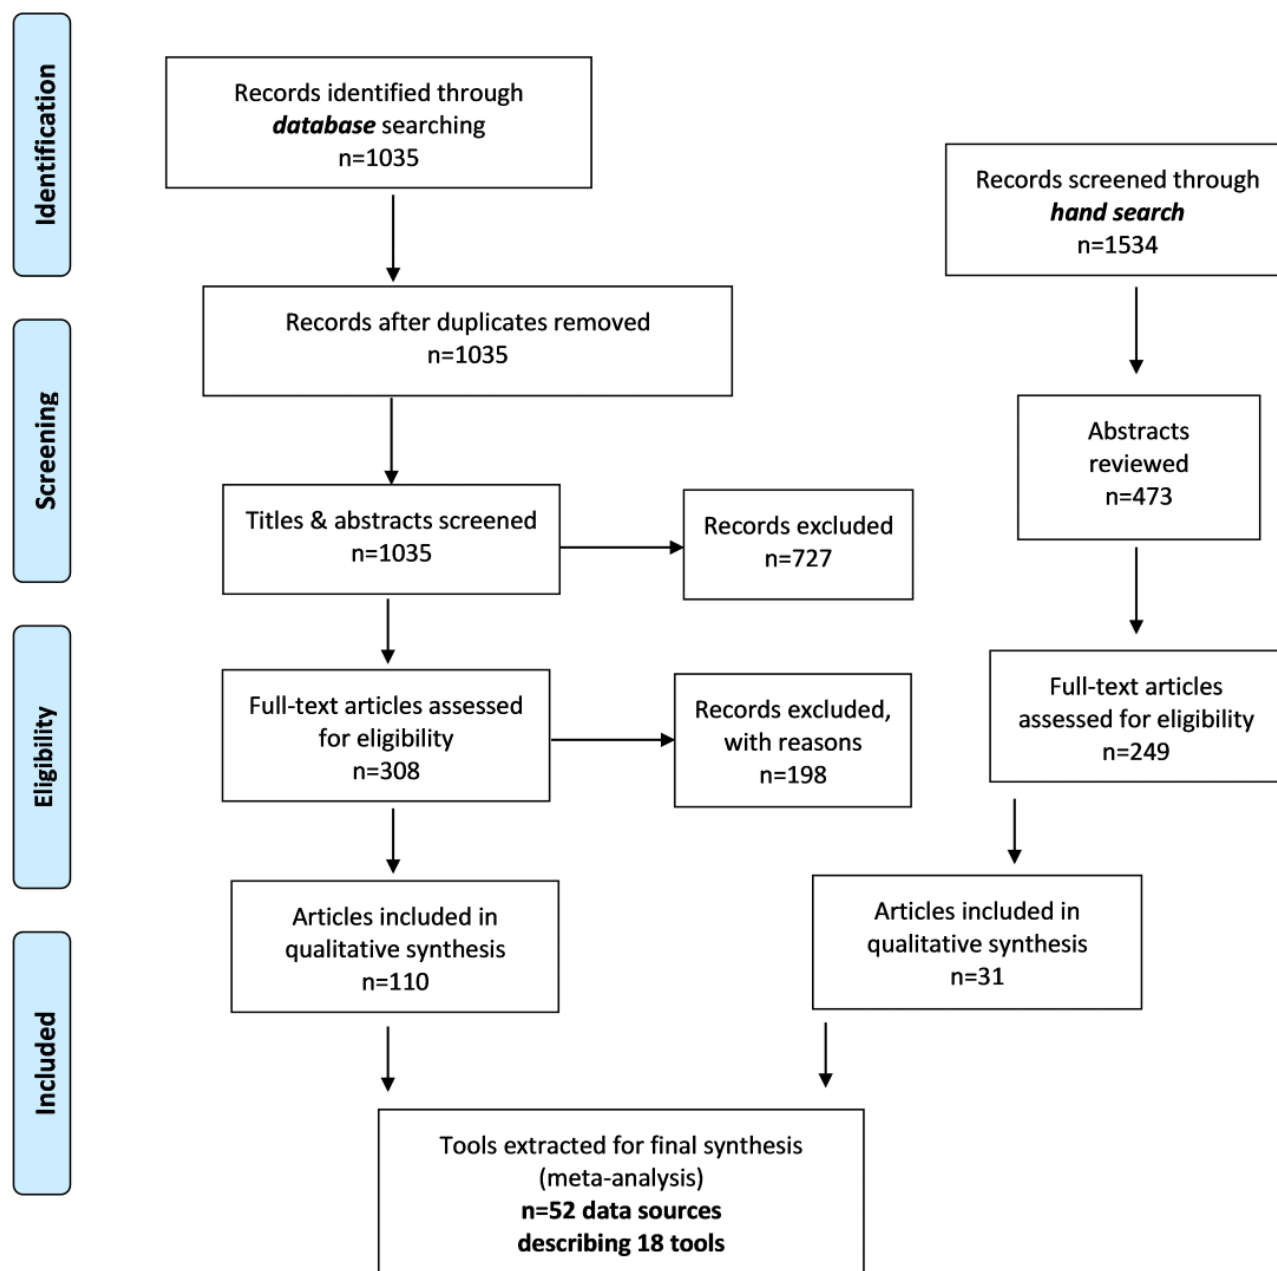 Identification
Records identified through
database searching
n=1035
Records screened through
hand search
n=1534
Screening
Records after duplicates removed
n=1035
Abstracts
reviewed
n=473
Titles & abstracts screened
n=1035
Records excluded
n=727
Eligibility
Full-text articles assessed
for eligibility
n=308
Records excluded,
with reasons
n=198
Full-text articles
assessed for eligibility
n=249
Included
Articles included in
qualitative synthesis
n=110
Articles included in
qualitative synthesis
n=31
Tools extracted for final synthesis
(meta-analysis)
n=52 data sources
describing 18 tools